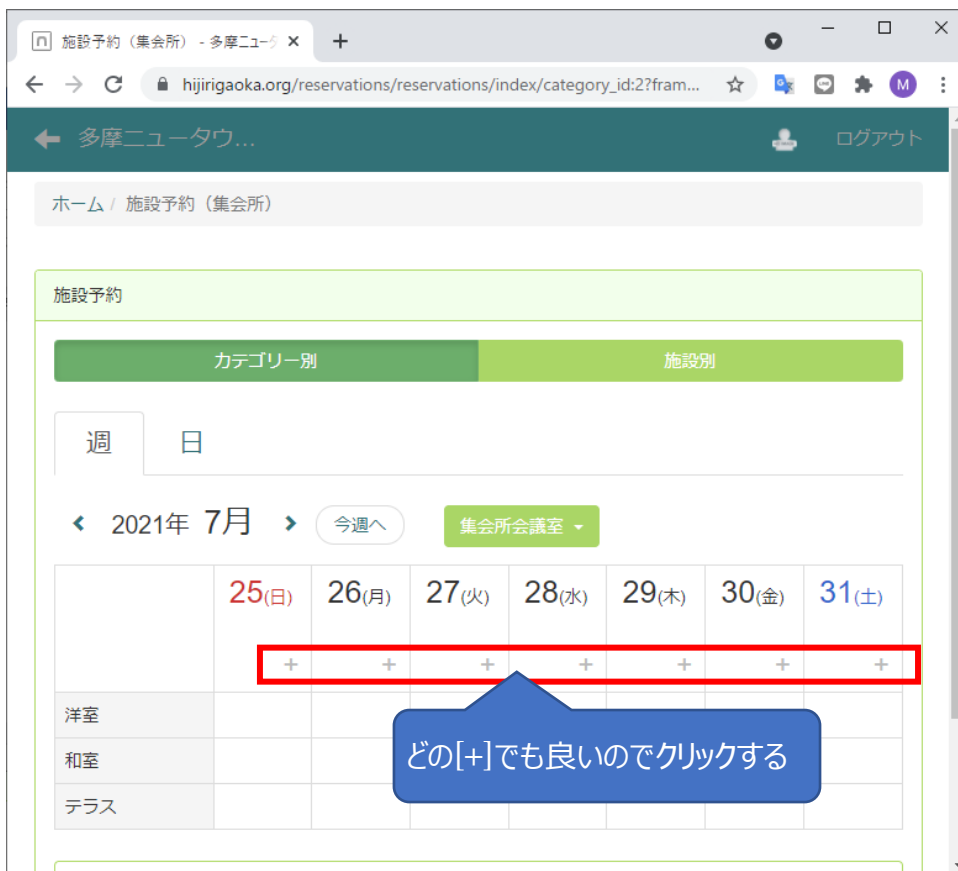 施設予約（集会所） - 多摩ニュータ
hijirigaoka.org/reservations/reservations/index/category_id:2?fram...
M
多摩ニュータウ...
ログアウト
ホーム / 施設予約（集会所）
施設予約
カテゴリー別
施設別
週
日
2021年 7月
今週へ
集会所会議室
25(日) 26(月) 27(火) 28(水) 29(木) 30(金) 31(土)
+ + + + + + +
洋室
和室
テラス
どの[+]でも良いのでクリックする